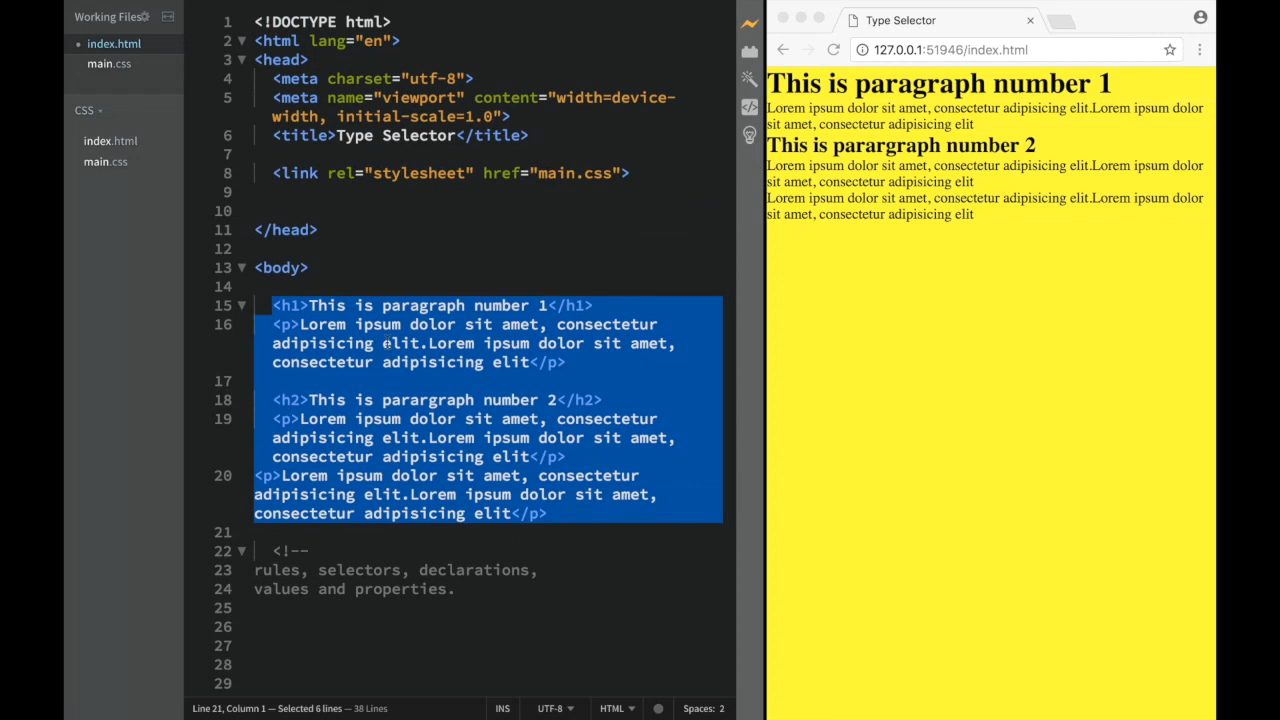 Working Files
index.html
main.css
CSS
index.html
main.css
1 <!DOCTYPE html>
2 <html lang="en">
3 <head>
4 <meta charset="utf-8">
5 <meta name="viewport" content="width=device-
width, initial-scale=1.0">
6 <title>Type Selector</title>
7
8 <link rel="stylesheet" href="main.css">
9
10
11 </head>
12
13 <body>
14
15 <h1>This is paragraph number 1</h1>
16 <p>Lorem ipsum dolor sit amet, consectetur
adipisicing elit.Lorem ipsum dolor sit amet,
consectetur adipisicing elit</p>
17
18 <h2>This is parargraph number 2</h2>
19 <p>Lorem ipsum dolor sit amet, consectetur
adipisicing elit.Lorem ipsum dolor sit amet,
consectetur adipisicing elit</p>
20 <p>Lorem ipsum dolor sit amet, consectetur
adipisicing elit.Lorem ipsum dolor sit amet,
consectetur adipisicing elit</p>
21
22 <!--
23 rules, selectors, declarations,
24 values and properties.
25
26
27
28
29
Line 21, Column 1 — Selected 6 lines — 38 Lines
INS
UTF-8
HTML
Spaces: 2
Type Selector
127.0.0.1:51946/index.html
This is paragraph number 1
Lorem ipsum dolor sit amet, consectetur adipisicing elit.Lorem ipsum dolor
sit amet, consectetur adipisicing elit
This is parargraph number 2
Lorem ipsum dolor sit amet, consectetur adipisicing elit.Lorem ipsum dolor
sit amet, consectetur adipisicing elit
Lorem ipsum dolor sit amet, consectetur adipisicing elit.Lorem ipsum dolor
sit amet, consectetur adipisicing elit